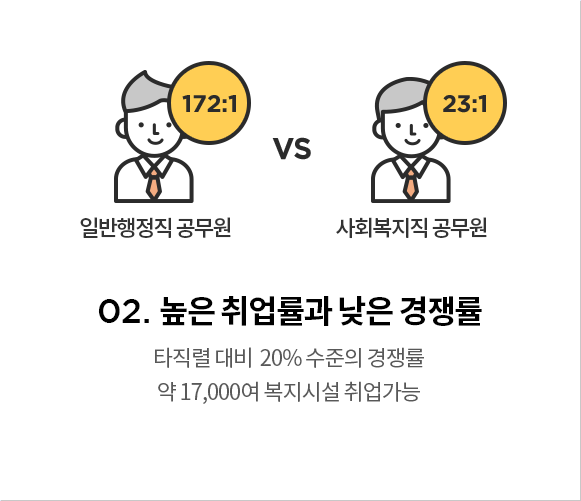 172:1
23:1
VS
일반행정직 공무원
사회복지직 공무원
02. 높은 취업률과 낮은 경쟁률
타직렬 대비 20% 수준의 경쟁률
약 17,000여 복지시설 취업가능